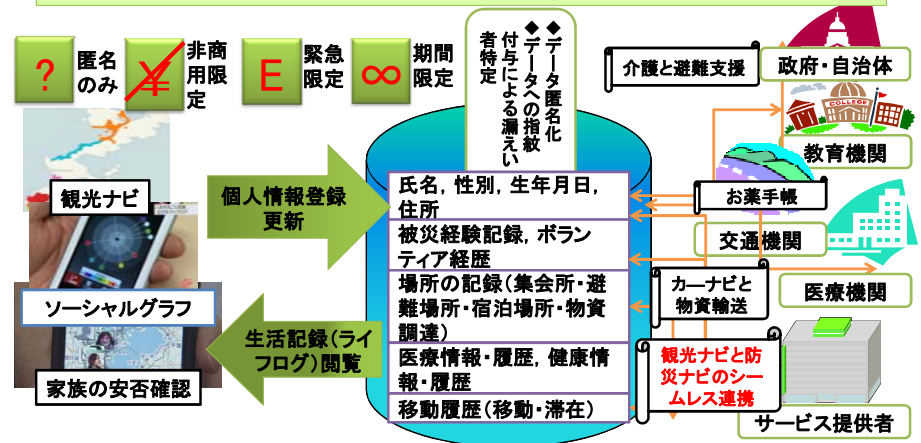 ?
匿名
のみ
¥
非商
用限
定
E
緊急
限定
∞
期間
限定
◆データ匿名化
◆データへの指紋
付与による漏えい
者特定
介護と避難支援
政府・自治体
COLLEGE
教育機関
お薬手帳
交通機関
医療機関
カーナビと
物資輸送
観光ナビと防
災ナビのシー
ムレス連携
サービス提供者
観光ナビ
ソーシャルグラフ
家族の安否確認
個人情報登録
更新
生活記録(ライ
フログ)閲覧
氏名，性別，生年月日，
住所
被災経験記録，ボラン
ティア経歴
場所の記録(集会所・避
難場所・宿泊場所・物資
調達)
医療情報・履歴，健康情
報・履歴
移動履歴(移動・滞在)